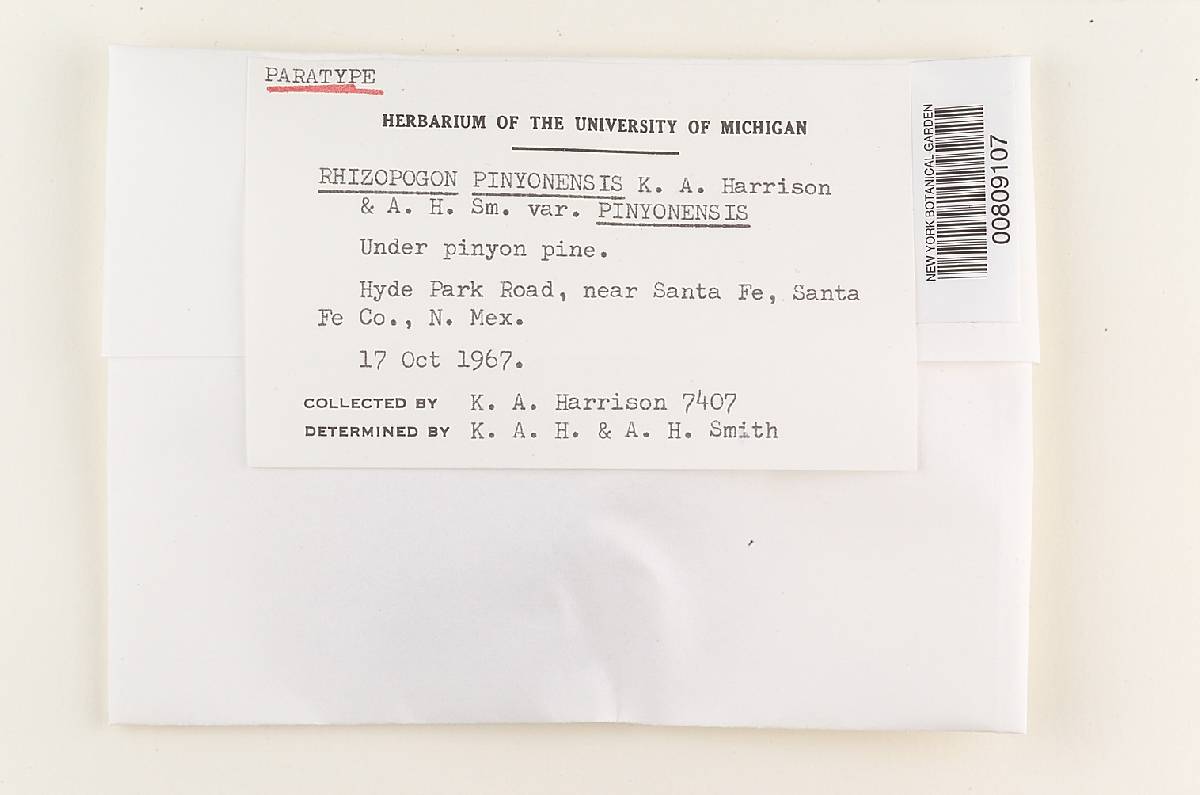 PARATYPE
HERBARIUM OF THE UNIVERSITY OF MICHIGAN
RHIZOPOGON PINYONENSIS K. A. Harrison
& A. H. Sm. var. PINYONENSIS
Under pinyon pine.
Hyde Park Road, near Santa Fe, Santa
Fe Co., N. Mex.
17 Oct 1967.
COLLECTED BY K. A. Harrison 7407
DETERMINED BY K. A. H. & A. H. Smith
NEW YORK BOTANICAL GARDEN
00809107